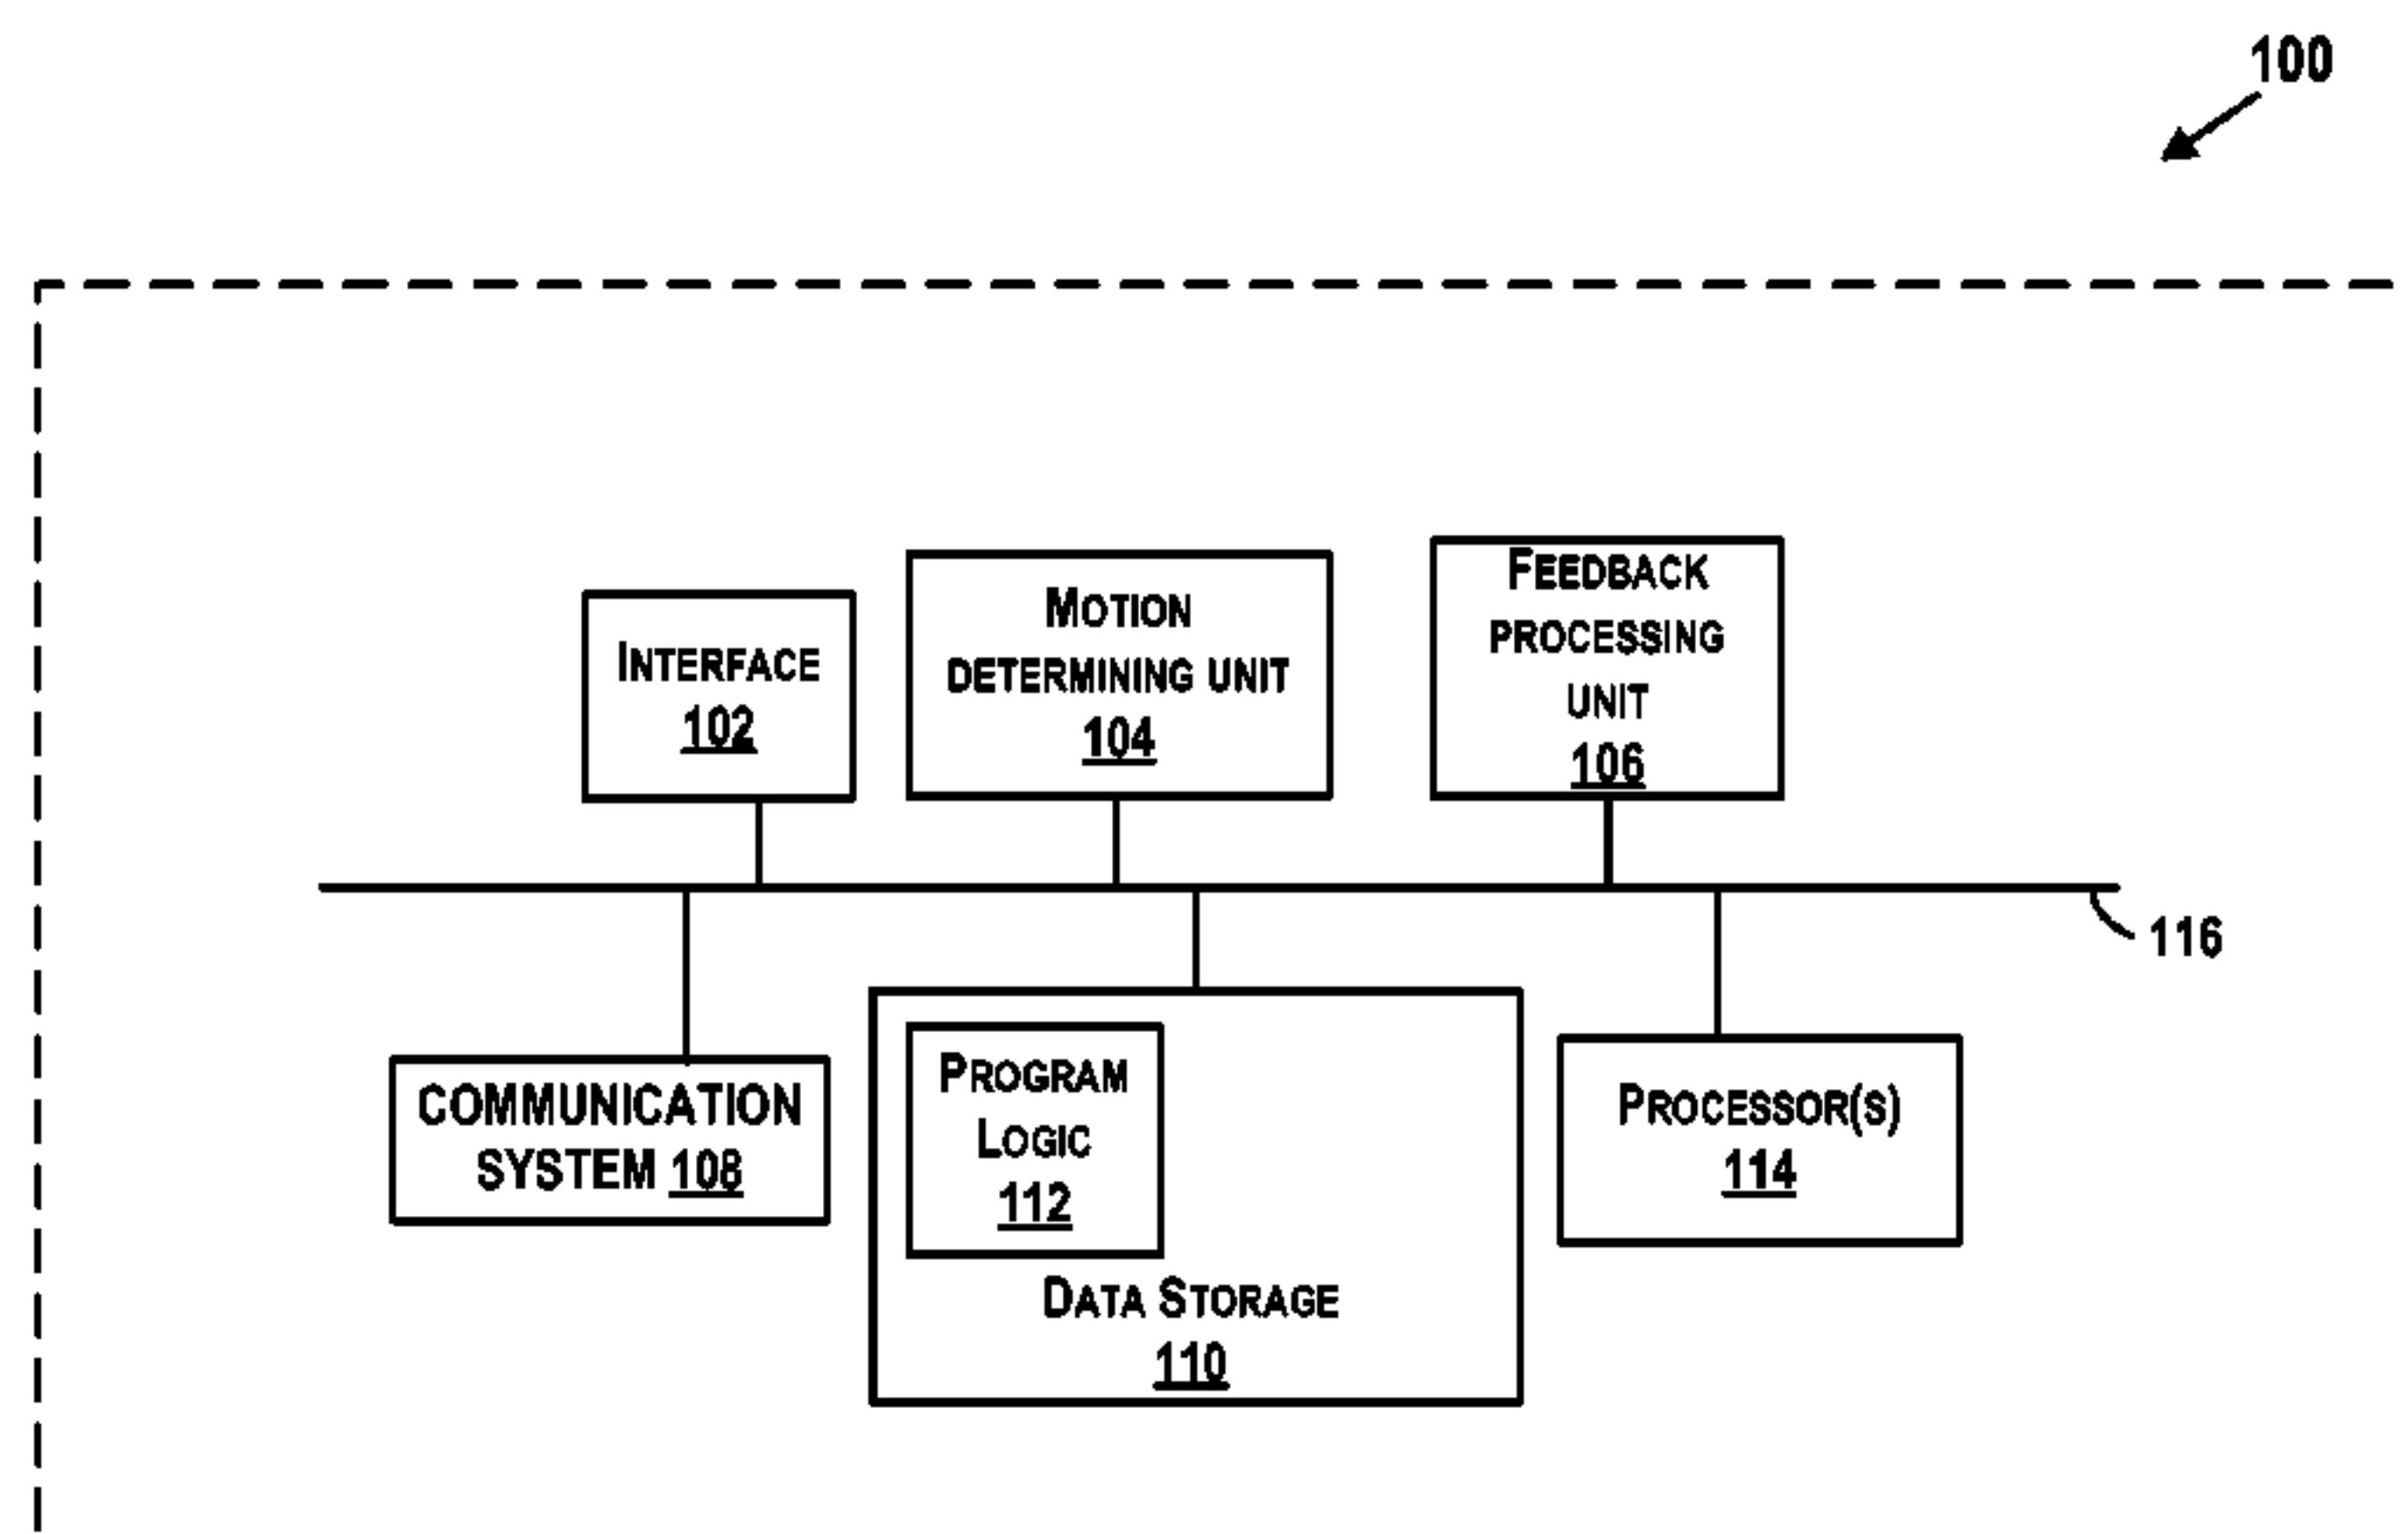 100
INTERFACE
102
MOTION
DETERMINING UNIT
104
FEEDBACK
PROCESSING
UNIT
106
116
COMMUNICATION
SYSTEM 108
PROGRAM
LOGIC
112
DATA STORAGE
110
PROCESSOR(S)
114